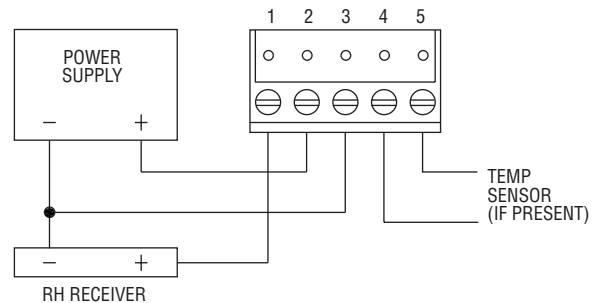 1 2 3 4 5
POWER
SUPPLY
– +
TEMP
SENSOR
(IF PRESENT)
– +
RH RECEIVER